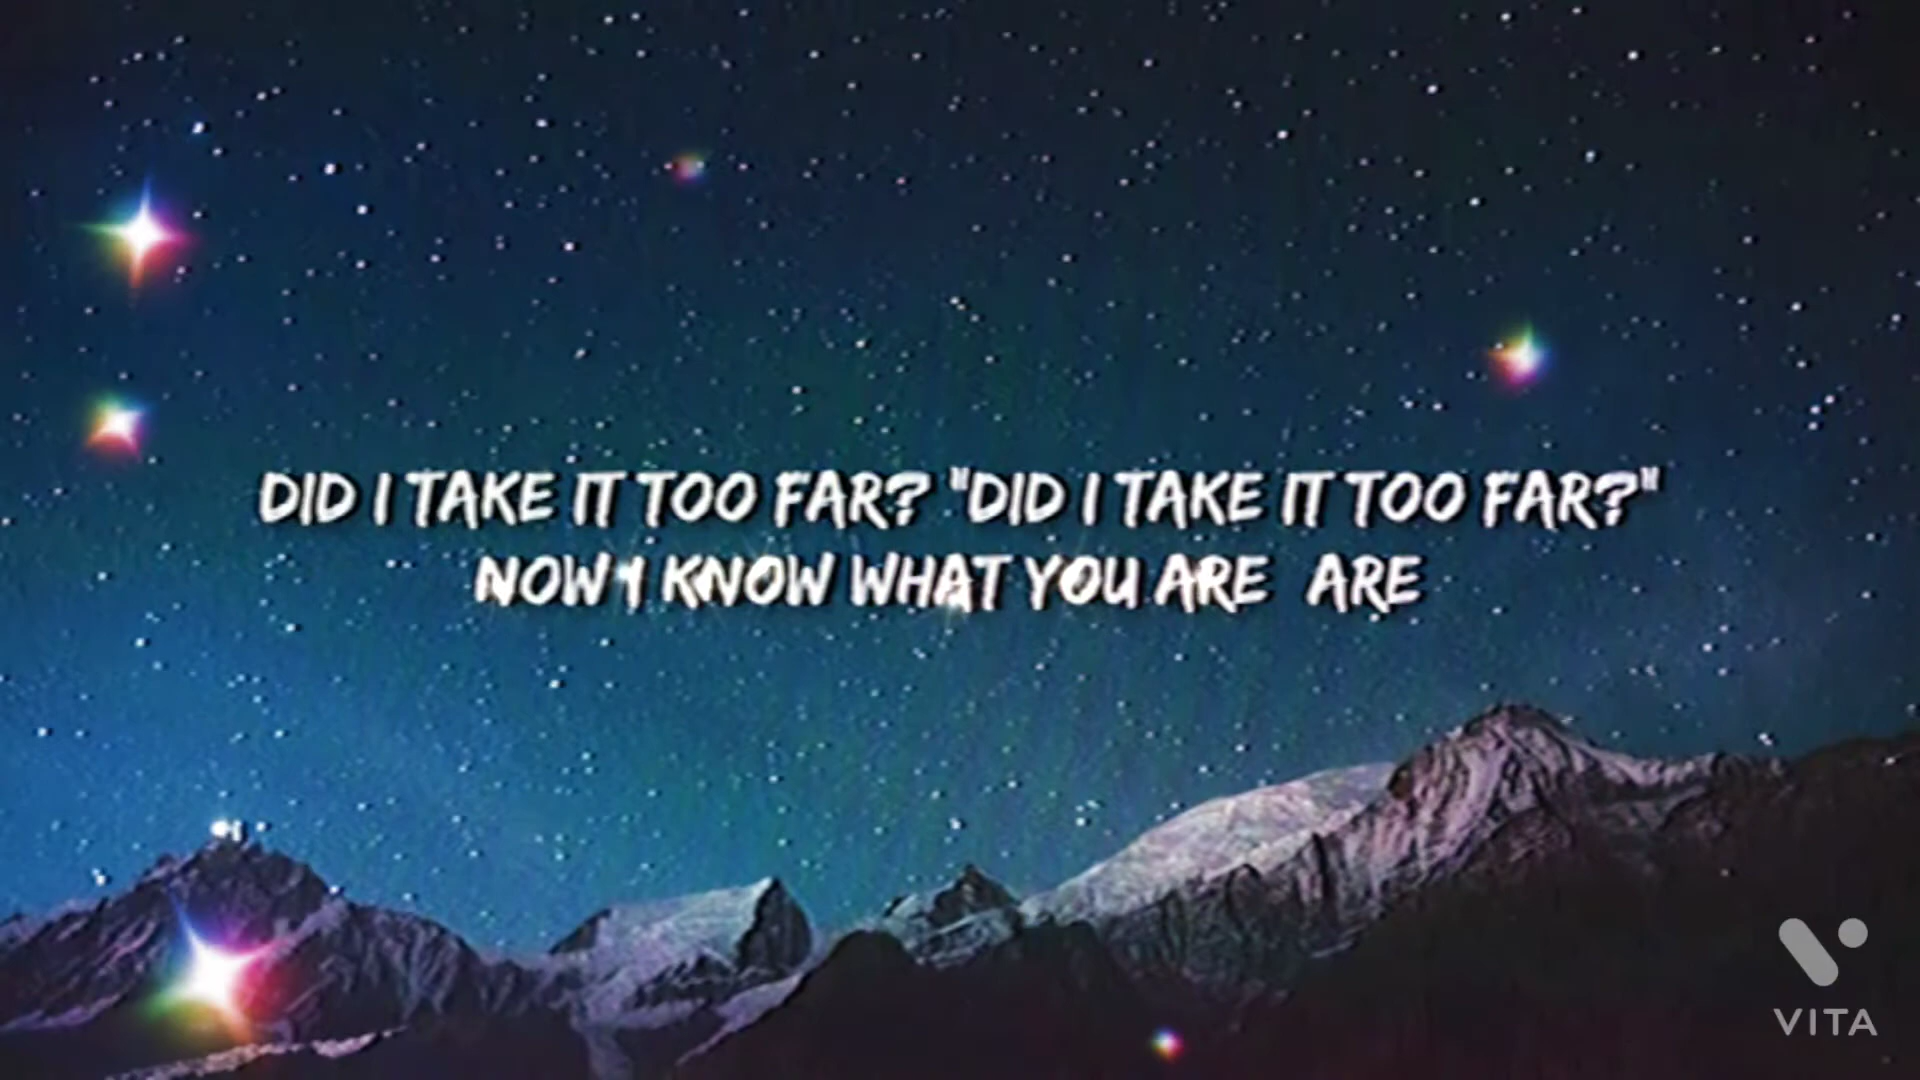 DID I TAKE IT TOO FAR? "DID I TAKE IT TOO FAR?"
NOW I KNOW WHAT YOU ARE  ARE
VITA